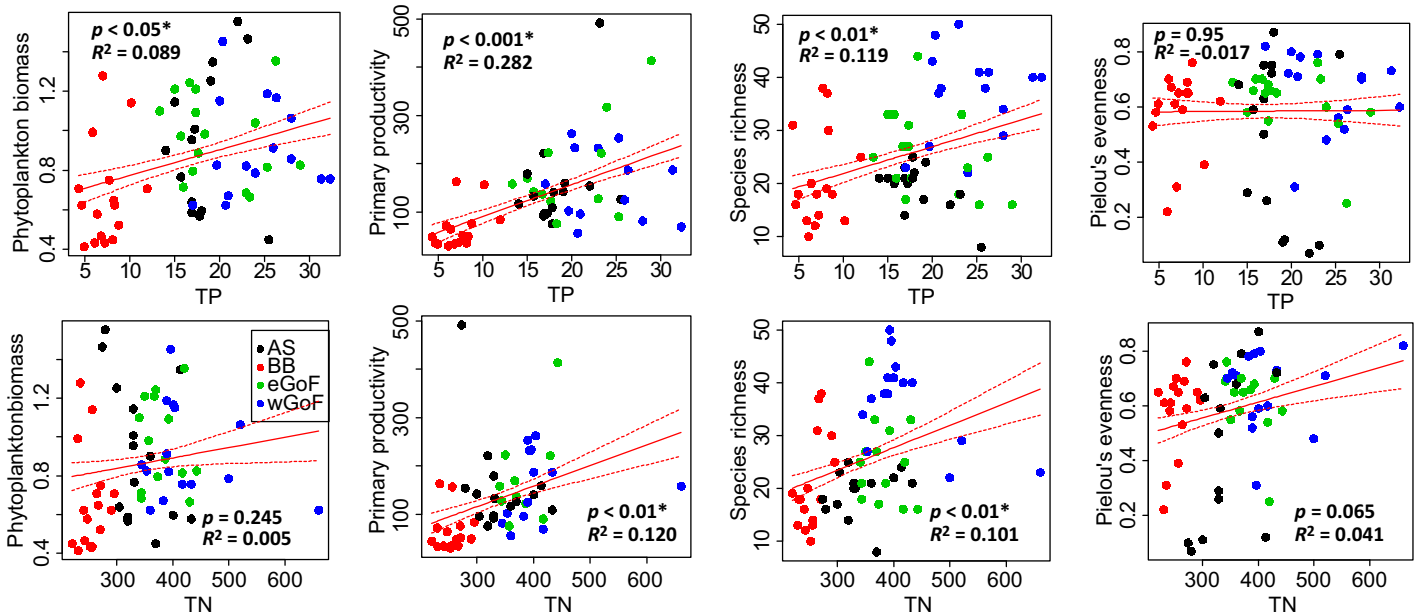 Phytoplankton biomass
0.4
0.8
1.2
p < 0.05*
R² = 0.089
5
10
15
20
25
30
TP
Primary productivity
100
300
500
p < 0.001*
R² = 0.282
5
10
15
20
25
30
TP
Species richness
10
20
30
40
50
p < 0.01*
R² = 0.119
5
10
15
20
25
30
TP
Pielou's evenness
0.2
0.4
0.6
0.8
p = 0.95
R² = -0.017
5
10
15
20
25
30
TP
Phytoplanktonbiomass
0.4
0.8
1.2
AS
BB
eGoF
wGoF
p = 0.245
R² = 0.005
300
400
500
600
TN
Primary productivity
100
300
500
p < 0.01*
R² = 0.120
300
400
500
600
TN
Species richness
10
20
30
40
50
p < 0.01*
R² = 0.101
300
400
500
600
TN
Pielou's evenness
0.2
0.4
0.6
0.8
p = 0.065
R² = 0.041
300
400
500
600
TN